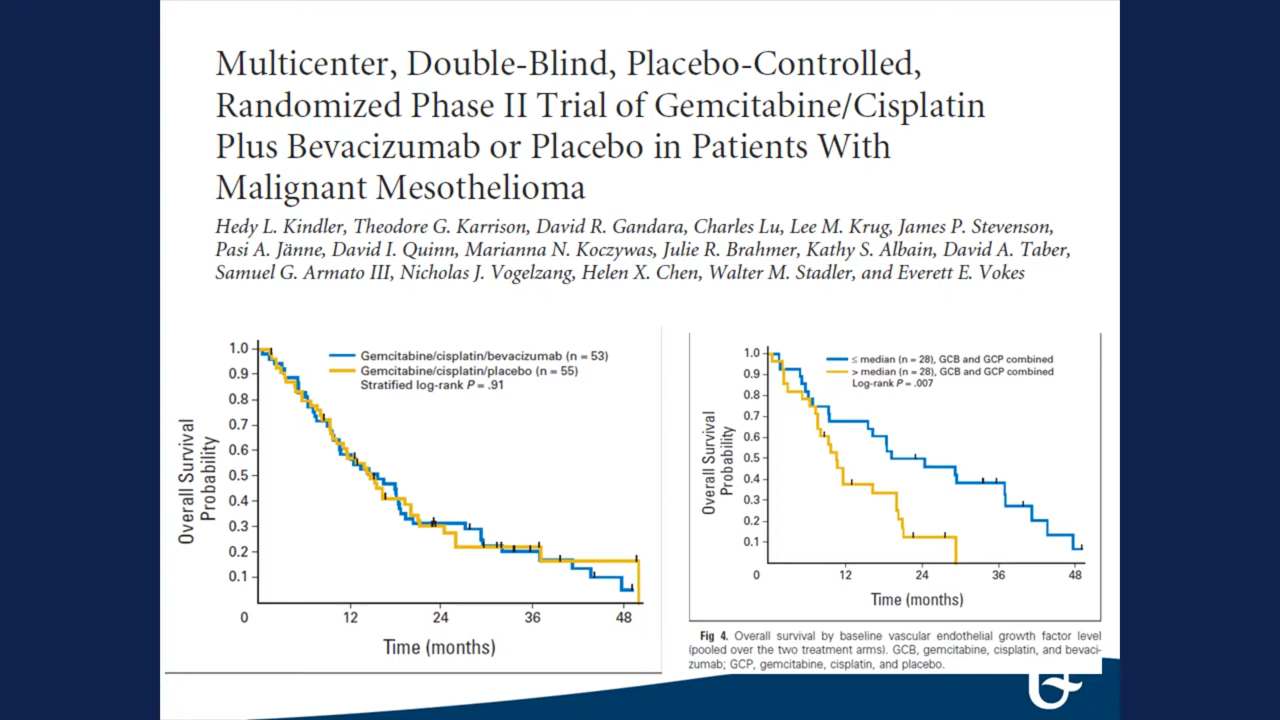 Multicenter, Double-Blind, Placebo-Controlled,
Randomized Phase II Trial of Gemcitabine/Cisplatin
Plus Bevacizumab or Placebo in Patients With
Malignant Mesothelioma
Hedy L. Kindler, Theodore G. Karrison, David R. Gandara, Charles Lu, Lee M. Krug, James P. Stevenson,
Pasi A. Jänne, David I. Quinn, Marianna N. Koczywas, Julie R. Brahmer, Kathy S. Albain, David A. Taber,
Samuel G. Armato III, Nicholas J. Vogelzang, Helen X. Chen, Walter M. Stadler, and Everett E. Vokes
Gemcitabine/cisplatin/bevacizumab (n = 53)
Gemcitabine/cisplatin/placebo (n = 55)
Stratified log-rank P = .91
Overall Survival
Probability
1.0
0.9
0.8
0.7
0.6
0.5
0.4
0.3
0.2
0.1
0 12 24 36 48
Time (months)
≤ median (n = 28), GCB and GCP combined
> median (n = 28), GCB and GCP combined
Log-rank P = .007
Overall Survival
Probability
1.0
0.9
0.8
0.7
0.6
0.5
0.4
0.3
0.2
0.1
0 12 24 36 48
Time (months)
Fig 4. Overall survival by baseline vascular endothelial growth factor level
(pooled over the two treatment arms). GCB, gemcitabine, cisplatin, and bevaci-
zumab; GCP, gemcitabine, cisplatin, and placebo.